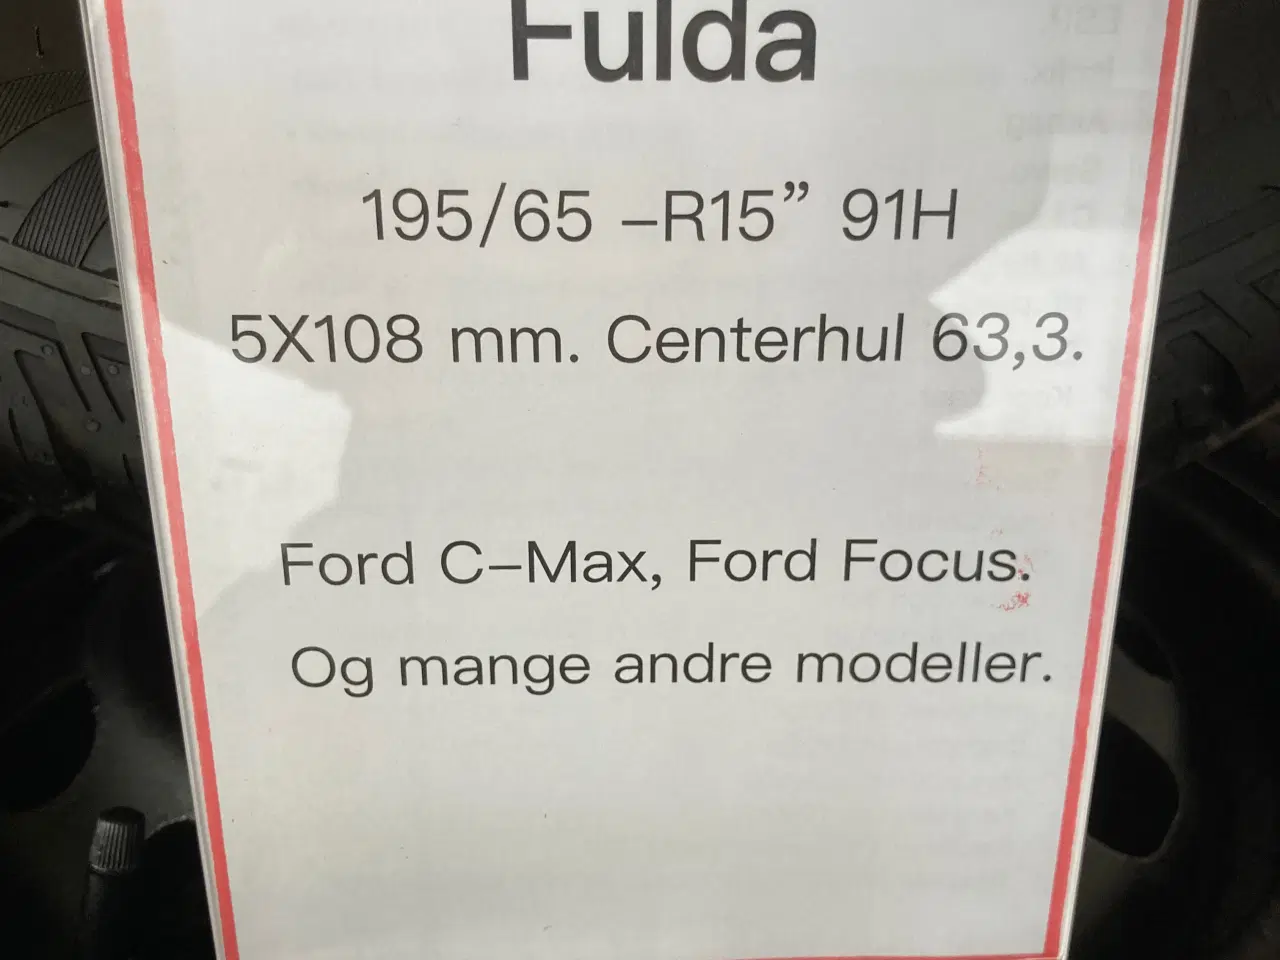 Fulda
195/65 –R15” 91H
5X108 mm. Centerhul 63,3.
Ford C–Max, Ford Focus.
Og mange andre modeller.